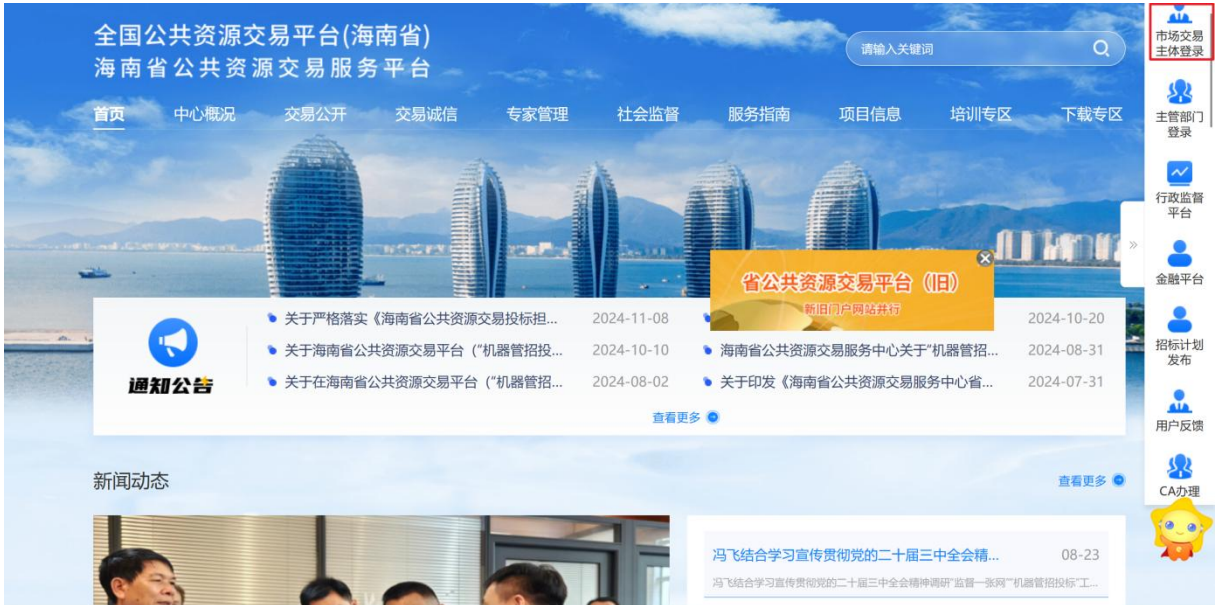 全国公共资源交易平台(海南省)
海南省公共资源交易服务平台
请输入关键词
首页 中心概况 交易公开 交易诚信 专家管理 社会监督 服务指南 项目信息 培训专区 下载专区
市场交易
主体登录
主管部门
登录
行政监督
平台
金融平台
招标计划
发布
用户反馈
CA办理
省公共资源交易平台（旧）
新旧门户网站并行
通知公告
关于严格落实《海南省公共资源交易投标担... 2024-11-08
2024-10-20
关于海南省公共资源交易平台（“机器管招投... 2024-10-10
海南省公共资源交易服务中心关于“机器管招... 2024-08-31
关于在海南省公共资源交易平台（“机器管招... 2024-08-02
关于印发《海南省公共资源交易服务中心省... 2024-07-31
查看更多
新闻动态
查看更多
冯飞结合学习宣传贯彻党的二十届三中全会精... 08-23
冯飞结合学习宣传贯彻党的二十届三中全会精神调研“监督一张网”“机器管招投标”工...